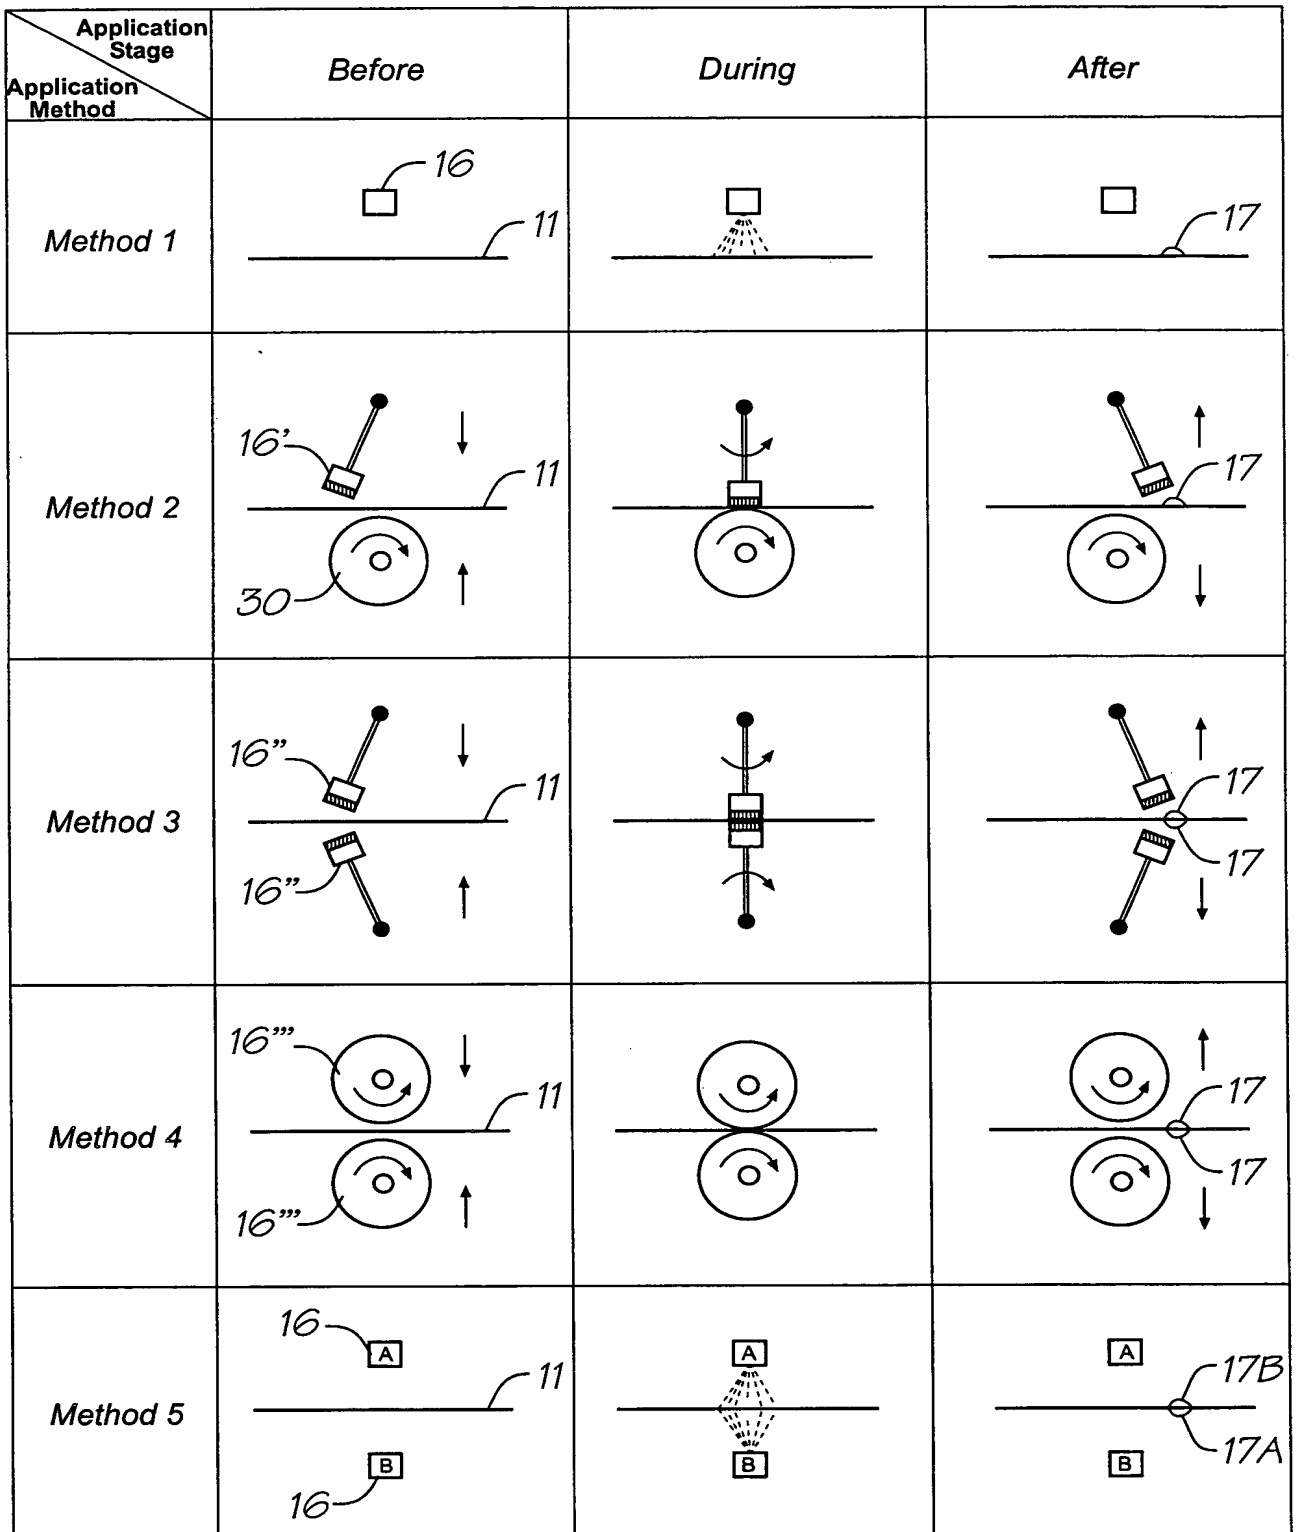 Application
Stage
Application
Method
Before
During
After
Method 1
16
11
17
Method 2
16'
11
30
17
Method 3
16”
11
16”
17
17
Method 4
16”’
11
16”’
17
17
Method 5
16
A
11
B
16
A
B
A
17B
17A
B